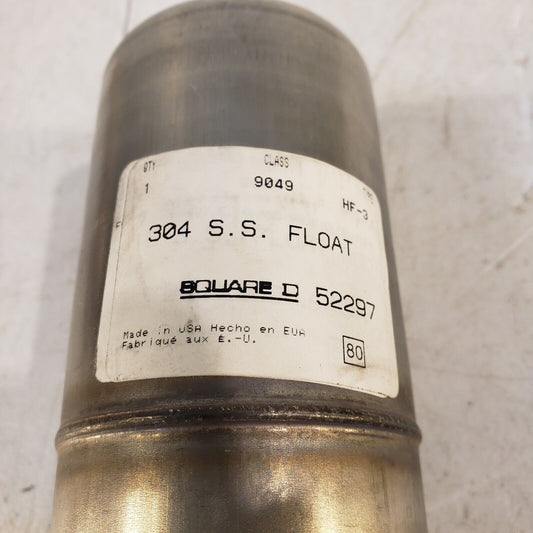 QTY CLASS
1 9049 HF-3
304 S.S. FLOAT
SQUARE D 52297
Made in USA Hecho en EUA
Fabriqué aux É.-U.
80